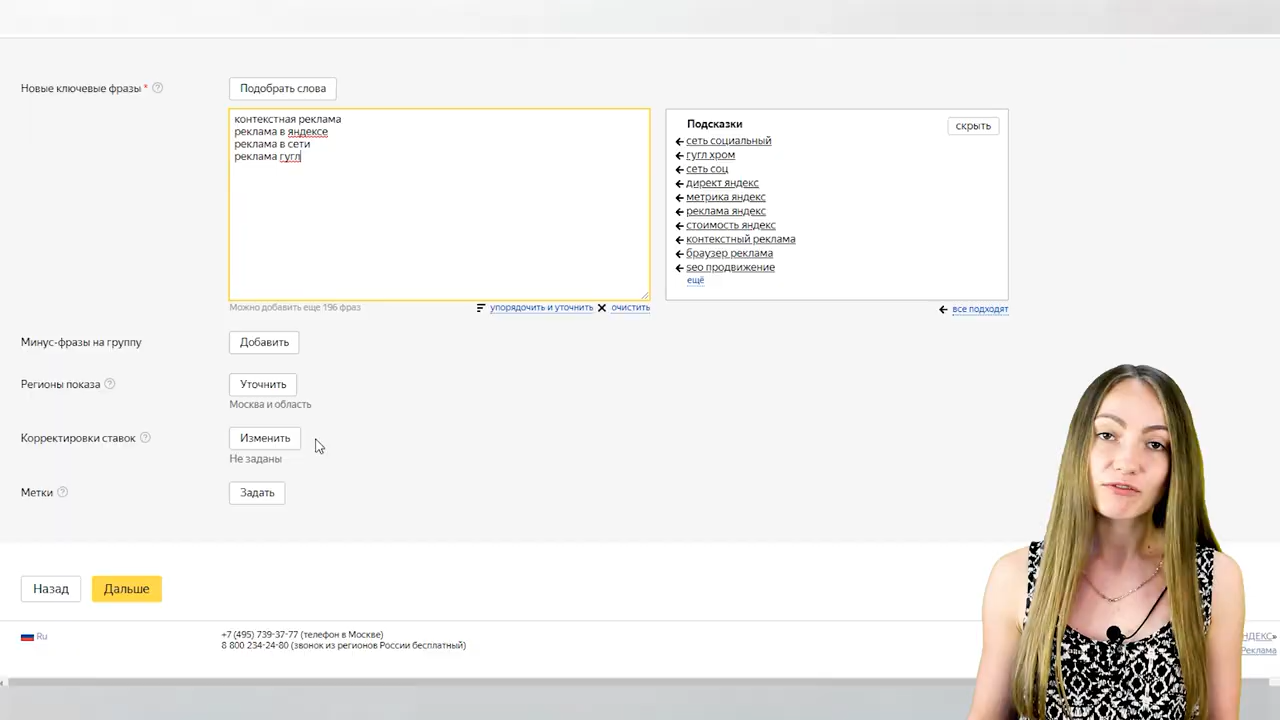 Новые ключевые фразы *
Подобрать слова
контекстная реклама
реклама в яндексе
реклама в сети
реклама гугл
Подсказки
скрыть
сеть социальный
гугл хром
сеть соц
директ яндекс
метрика яндекс
реклама яндекс
стоимость яндекс
контекстный реклама
браузер реклама
seo продвижение
ещё
Можно добавить еще 196 фраз
упорядочить и уточнить
очистить
все подходят
Минус-фразы на группу
Добавить
Регионы показа
Уточнить
Москва и область
Корректировки ставок
Изменить
Не заданы
Метки
Задать
Назад
Дальше
Ru
+7 (495) 739-37-77 (телефон в Москве)
8 800 234-24-80 (звонок из регионов России бесплатный)
НДЕКС»
Реклама